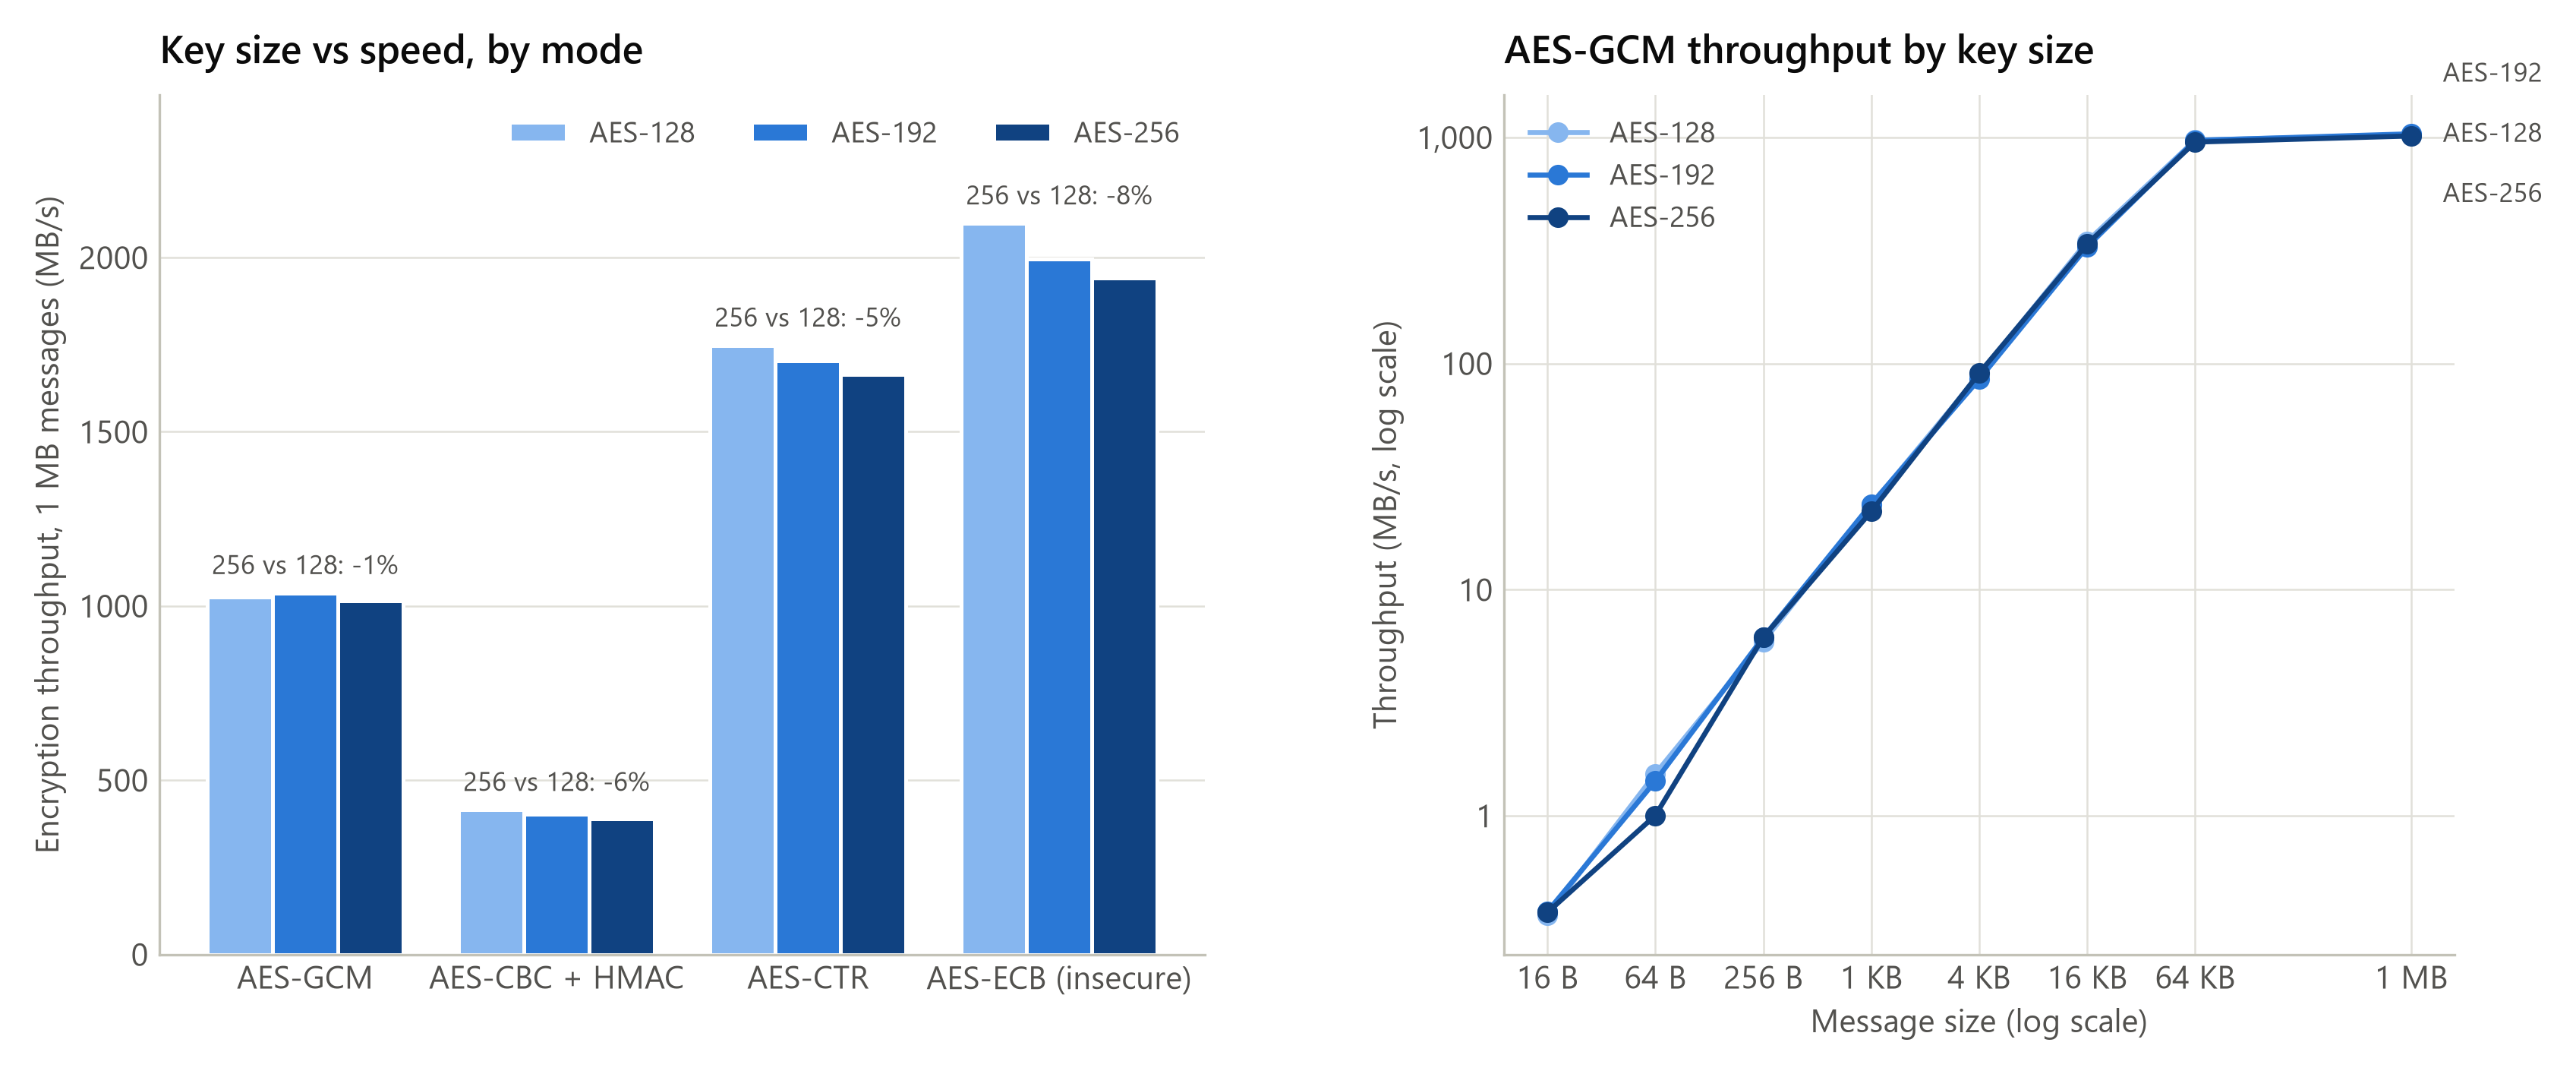 Key size vs speed, by mode
AES-128 AES-192 AES-256
Encryption throughput, 1 MB messages (MB/s)
2000
1500
1000
500
0
256 vs 128: -1%
256 vs 128: -6%
256 vs 128: -5%
256 vs 128: -8%
AES-GCM AES-CBC + HMAC AES-CTR AES-ECB (insecure)
AES-GCM throughput by key size
AES-128
AES-192
AES-256
Throughput (MB/s, log scale)
1,000
100
10
1
AES-192
AES-128
AES-256
16 B 64 B 256 B 1 KB 4 KB 16 KB 64 KB 1 MB
Message size (log scale)